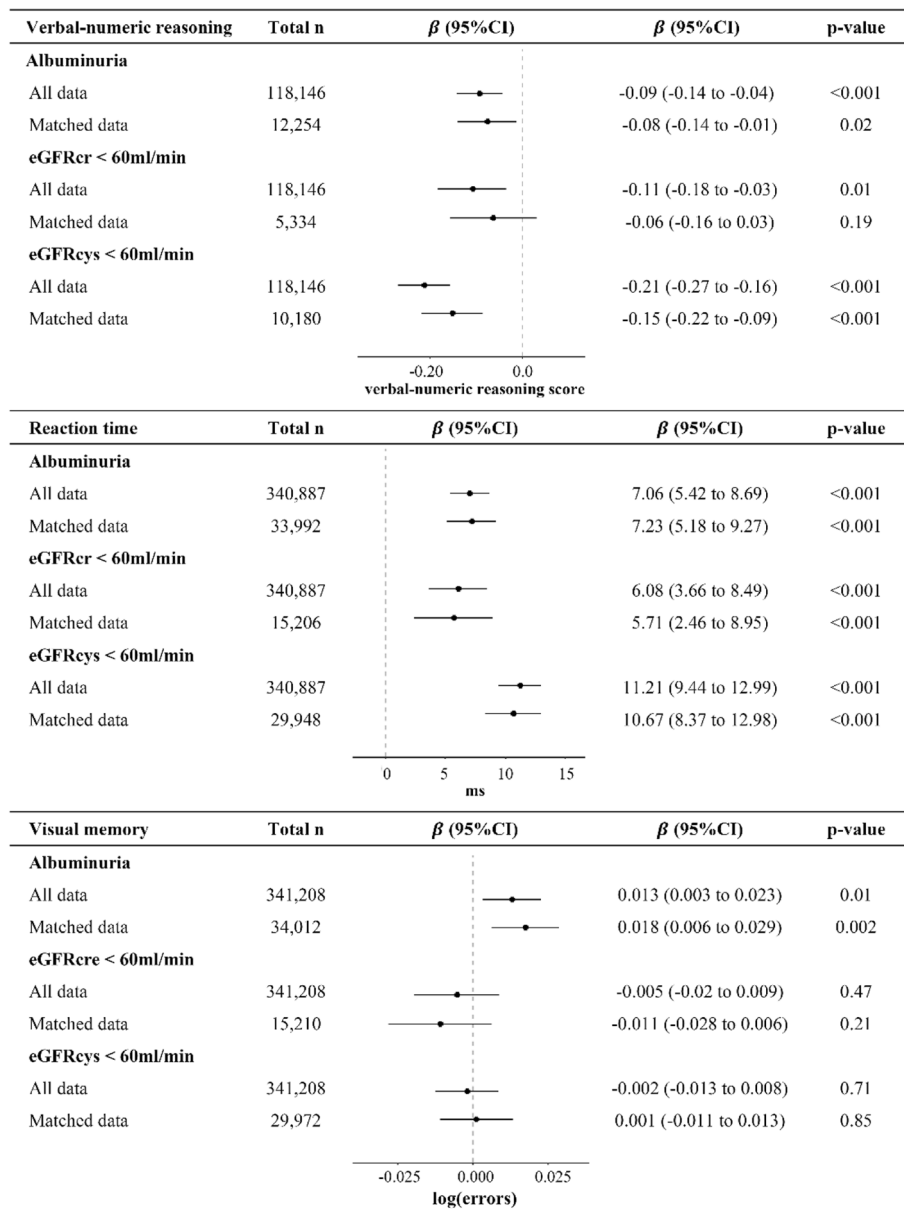 Verbal-numeric reasoning Total n β (95%CI) β (95%CI) p-value
Albuminuria
All data 118,146 -0.09 (-0.14 to -0.04) <0.001
Matched data 12,254 -0.08 (-0.14 to -0.01) 0.02
eGFRcr < 60ml/min
All data 118,146 -0.11 (-0.18 to -0.03) 0.01
Matched data 5,334 -0.06 (-0.16 to 0.03) 0.19
eGFRcys < 60ml/min
All data 118,146 -0.21 (-0.27 to -0.16) <0.001
Matched data 10,180 -0.15 (-0.22 to -0.09) <0.001
-0.20 0.0
verbal-numeric reasoning score
Reaction time Total n β (95%CI) β (95%CI) p-value
Albuminuria
All data 340,887 7.06 (5.42 to 8.69) <0.001
Matched data 33,992 7.23 (5.18 to 9.27) <0.001
eGFRcr < 60ml/min
All data 340,887 6.08 (3.66 to 8.49) <0.001
Matched data 15,206 5.71 (2.46 to 8.95) <0.001
eGFRcys < 60ml/min
All data 340,887 11.21 (9.44 to 12.99) <0.001
Matched data 29,948 10.67 (8.37 to 12.98) <0.001
0 5 10 15
ms
Visual memory Total n β (95%CI) β (95%CI) p-value
Albuminuria
All data 341,208 0.013 (0.003 to 0.023) 0.01
Matched data 34,012 0.018 (0.006 to 0.029) 0.002
eGFRcre < 60ml/min
All data 341,208 -0.005 (-0.02 to 0.009) 0.47
Matched data 15,210 -0.011 (-0.028 to 0.006) 0.21
eGFRcys < 60ml/min
All data 341,208 -0.002 (-0.013 to 0.008) 0.71
Matched data 29,972 0.001 (-0.011 to 0.013) 0.85
-0.025 0.000 0.025
log(errors)